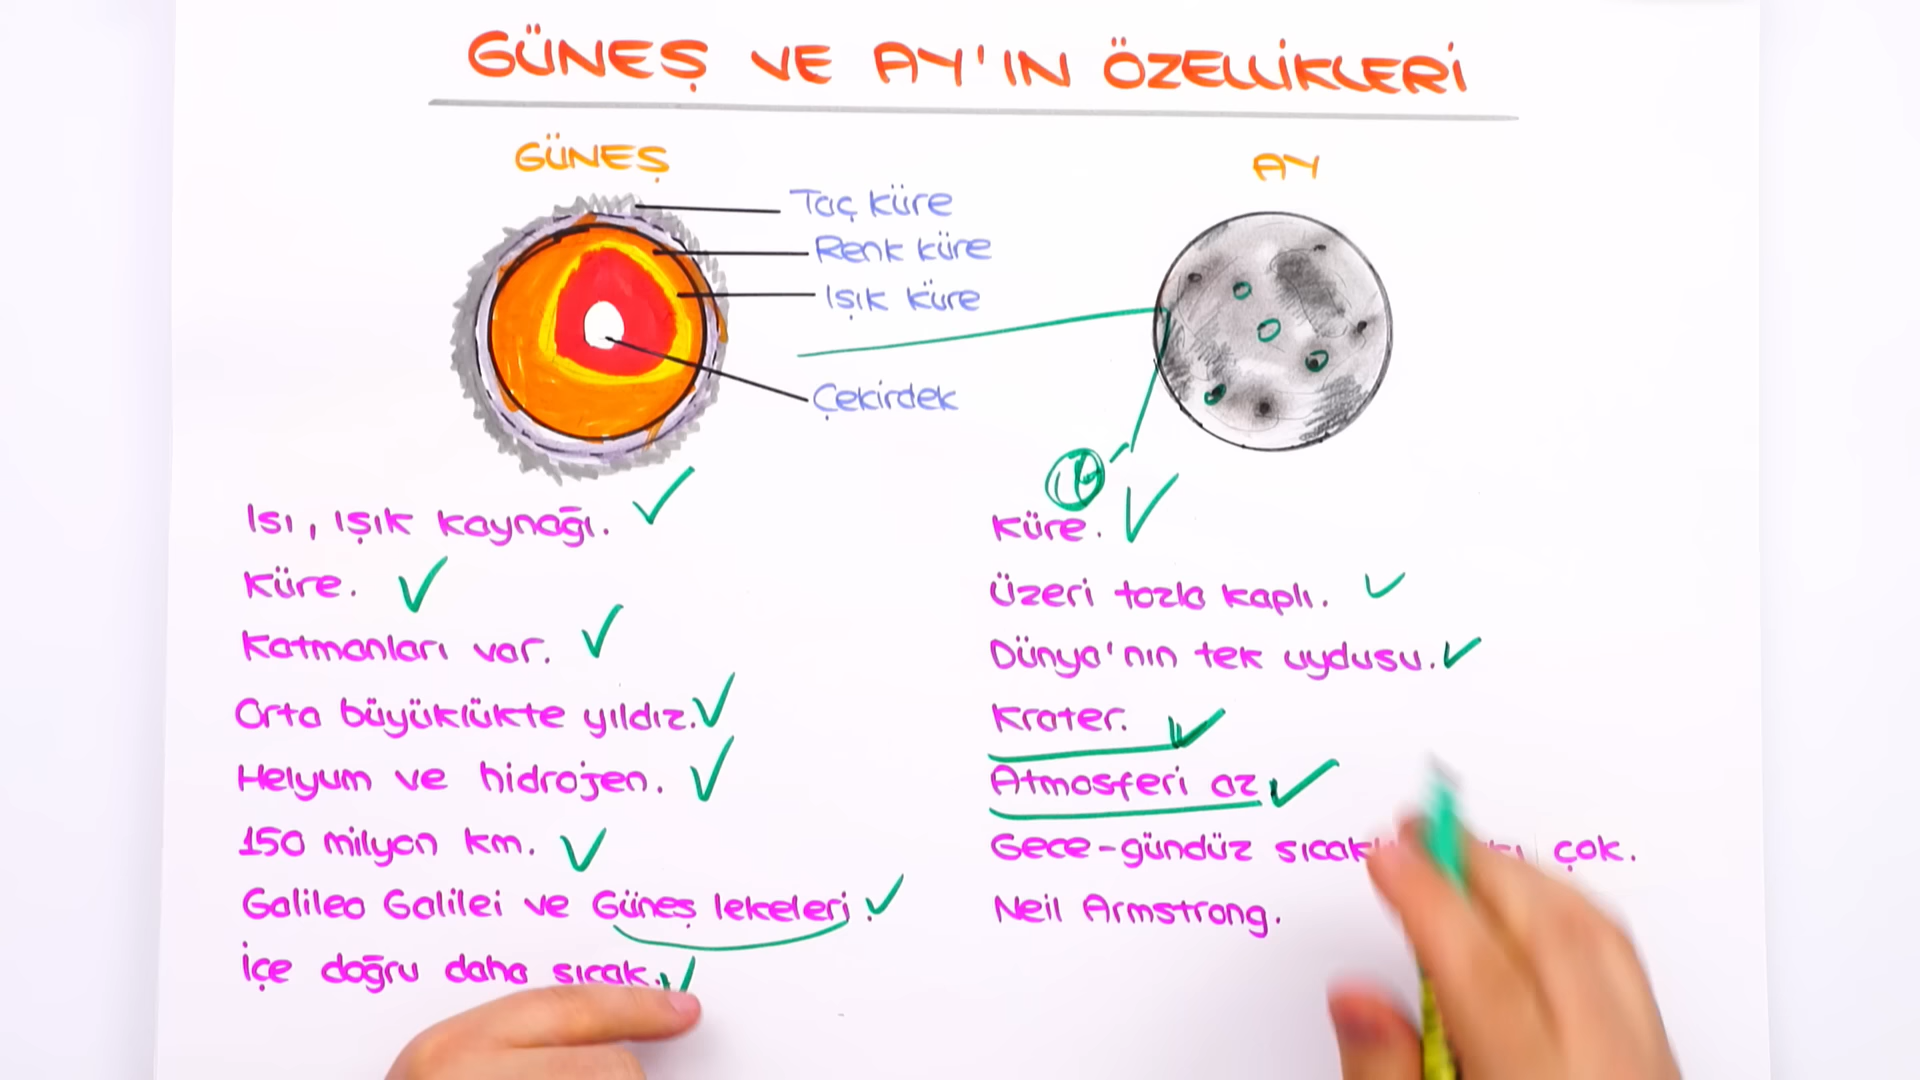 GÜNEŞ VE AY'IN ÖZELLİKLERİ
GÜNEŞ
Taç küre
Renk küre
Işık küre
Çekirdek
Isı, ışık kaynağı.
Küre.
Katmanları var.
Orta büyüklükte yıldız.
Helyum ve hidrojen.
150 milyon km.
Galileo Galilei ve Güneş lekeleri.
İçe doğru daha sıcak.
AY
Küre.
Üzeri tozla kaplı.
Dünya'nın tek uydusu.
Krater.
Atmosferi az
Gece-gündüz çok.
Neil Armstrong.